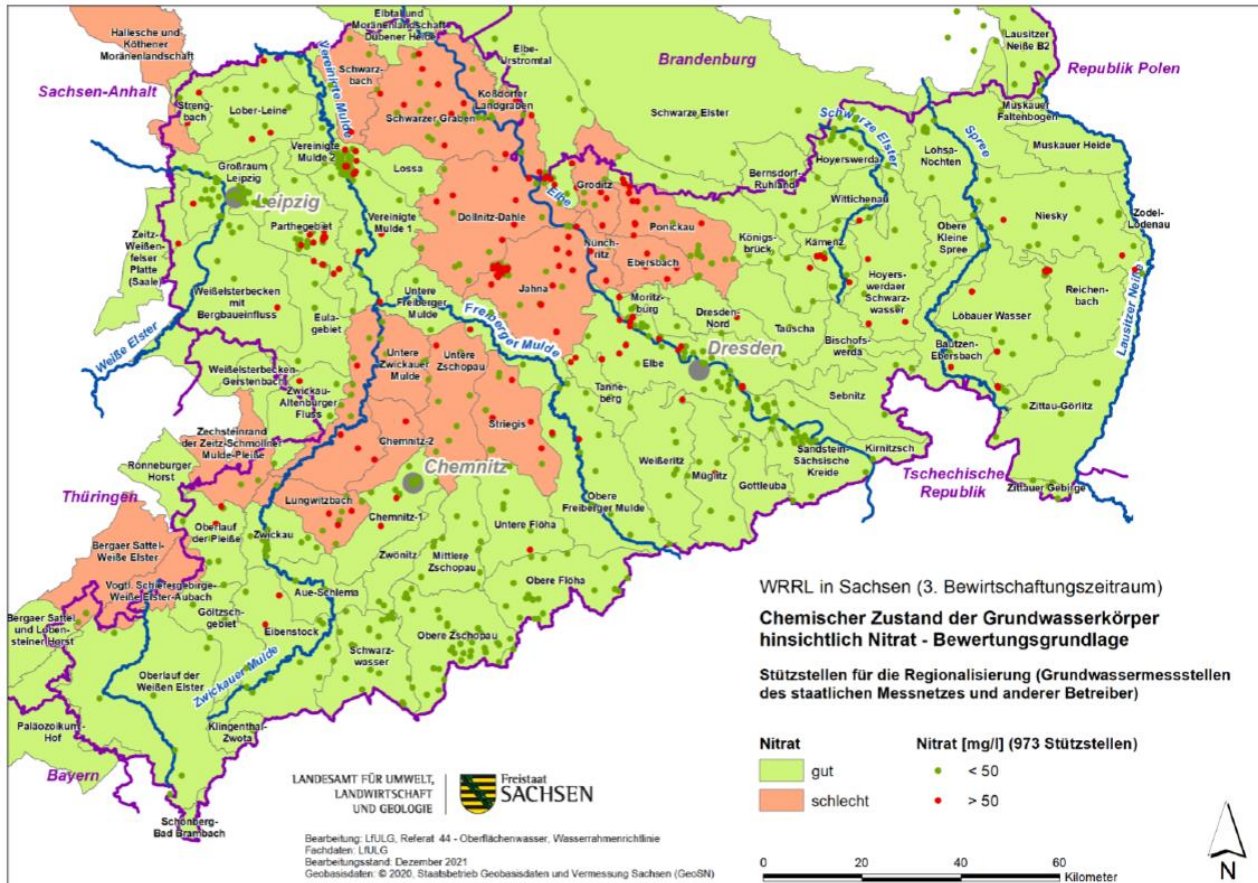 Hallesche und
Köthener
Moränenlandschaft
Elbtal und
Moränenlandschaft
Dübener Heide
Elbe-
Urstromtal
Brandenburg
Lausitzer
Neiße B2
Republik Polen
Sachsen-Anhalt
Streng-
bach
Lober-Leine
Vereinigte Mulde
Schwarz-
bach
Schwarzer Graben
Koßdorfer
Landgraben
Schwarze Elster
Schwarze Elster
Spree
Muskauer
Faltenbogen
Muskauer Heide
Großraum
Leipzig
Leipzig
Vereinigte
Mulde 2
Lossa
Elbe
Gröditz
Bernsdorf-
Ruhland
Hoyerswerda
Lohsa-
Nochten
Wittichenau
Parthegebiet
Vereinigte
Mulde 1
Döllnitz-Dahle
Nünch-
ritz
Ponickau
Ebersbach
Königs-
brück
Kamenz
Obere
Kleine
Spree
Niesky
Zodel-
Lodenau
Zeitz-
Weißen-
felser
Platte
(Saale)
Weißelsterbecken
mit
Bergbaueinfluss
Eula-
gebiet
Untere
Freiberger
Mulde
Jahna
Moritz-
burg
Dresden-
Nord
Hoyers-
werdaer
Schwarz-
wasser
Reichen-
bach
Lausitzer Neiße
Weiße Elster
Freiberger Mulde
Tauscha
Bischofs-
werda
Löbauer Wasser
Bautzen-
Ebersbach
Weißelsterbecken
Gerstenbach
Zwickau-
Altenburger
Fluss
Untere
Zwickauer
Mulde
Untere
Zschopau
Elbe
Dresden
Tanne-
berg
Sebnitz
Zittau-Görlitz
Zechsteinrand
der Zeitz-Schmöllner
Mulde-Pleiße
Chemnitz-2
Striegis
Chemnitz
Weißeritz
Müglitz
Gottleuba
Sandstein-
Sächsische
Kreide
Kirnitzsch
Ronneburger
Horst
Thüringen
Tschechische
Republik
Zittauer Gebirge
Lungwitzbach
Chemnitz-1
Obere
Freiberger Mulde
Oberlauf
der Pleiße
Zwickau
Zwönitz
Mittlere
Zschopau
Untere Flöha
Obere Flöha
Bergaer Sattel-
Weiße Elster
Vogtl. Schiefergebirge-
Weiße Elster-Aubach
Bergaer Sattel
und Loben-
steiner Horst
Göltzsch-
gebiet
Aue-Schlema
Eibenstock
Obere Zschopau
Schwarz-
wasser
Oberlauf der
Weißen Elster
Zwickauer Mulde
Klingenthal-
Zwota
Paläozoikum
Hof
Bayern
Schönberg-
Bad Brambach
WRRL in Sachsen (3. Bewirtschaftungszeitraum)
Chemischer Zustand der Grundwasserkörper
hinsichtlich Nitrat - Bewertungsgrundlage
Stützstellen für die Regionalisierung (Grundwassermessstellen
des staatlichen Messnetzes und anderer Betreiber)
Nitrat
Nitrat [mg/l] (973 Stützstellen)
gut
< 50
schlecht
> 50
LANDESAMT FÜR UMWELT,
LANDWIRTSCHAFT
UND GEOLOGIE
Freistaat
SACHSEN
Bearbeitung: LfULG, Referat 44 - Oberflächenwasser, Wasserrahmenrichtlinie
Fachdaten: LfULG
Bearbeitungsstand: Dezember 2021
Geobasisdaten: © 2020, Staatsbetrieb Geobasisdaten und Vermessung Sachsen (GeoSN)
0 20 40 60
Kilometer
N